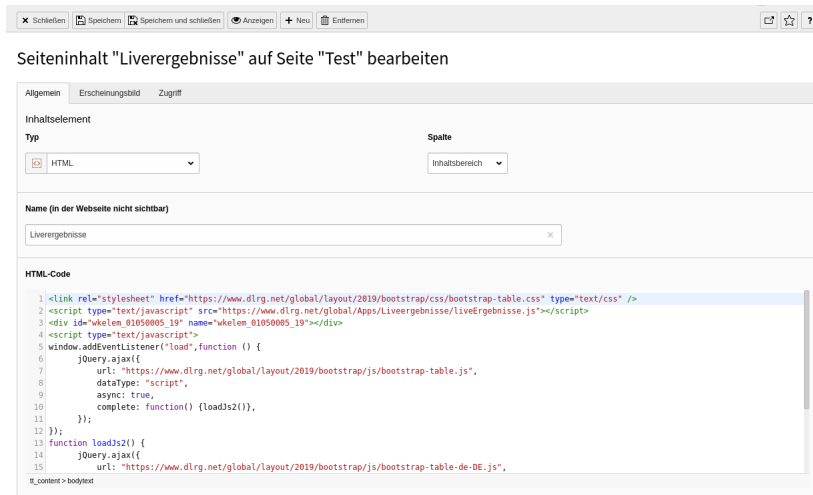 Schließen Speichern Speichern und schließen Anzeigen Neu Entfernen ?
Seiteninhalt "Liverergebnisse" auf Seite "Test" bearbeiten
Allgemein Erscheinungsbild Zugriff
Inhaltselement
Typ Spalte
HTML Inhaltsbereich
Name (in der Webseite nicht sichtbar)
Liverergebnisse
HTML-Code
1 <link rel="stylesheet" href="https://www.dlrg.net/global/layout/2019/bootstrap/css/bootstrap-table.css" type="text/css" />
2 <script type="text/javascript" src="https://www.dlrg.net/global/Apps/Liveergebnisse/liveErgebnisse.js"></script>
3 <div id="wkelem_01050005_19" name="wkelem_01050005_19"></div>
4 <script type="text/javascript">
5 window.addEventListener("load",function () {
6 jQuery.ajax({
7 url: "https://www.dlrg.net/global/layout/2019/bootstrap/js/bootstrap-table.js",
8 dataType: "script",
9 async: true,
10 complete: function() {loadJs2()},
11 });
12 });
13 function loadJs2() {
14 jQuery.ajax({
15 url: "https://www.dlrg.net/global/layout/2019/bootstrap/js/bootstrap-table-de-DE.js",
tt_content > bodytext